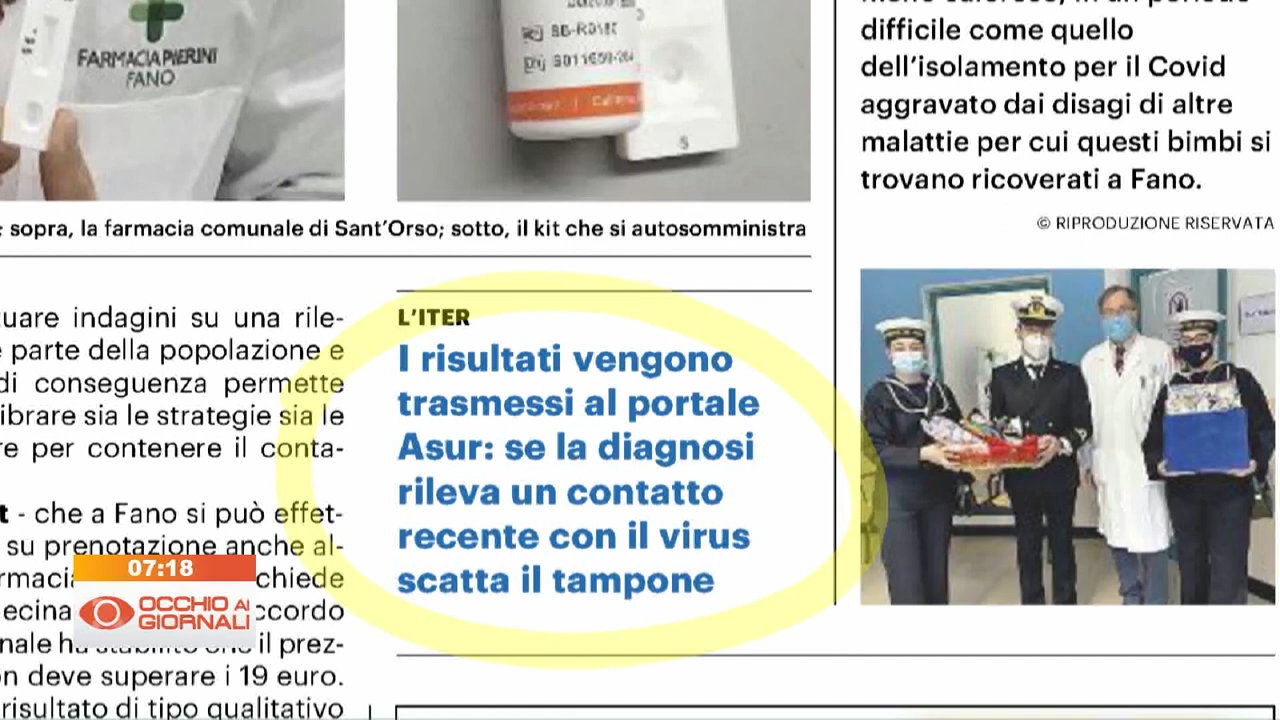 FARMACIA PIERINI
FANO
S
difficile come quello
dell'isolamento per il Covid
aggravato dai disagi di altre
malattie per cui questi bimbi si
trovano ricoverati a Fano.
© RIPRODUZIONE RISERVATA
; sopra, la farmacia comunale di Sant'Orso; sotto, il kit che si autosomministra
tuare indagini su una rile-
e parte della popolazione e
di conseguenza permette
ibrare sia le strategie sia le
re per contenere il conta-
t - che a Fano si può effet-
su prenotazione anche al-
chiede
ecina
ccordo
il prez-
n deve superare i 19 euro.
risultato di tipo qualitativo
L'ITER
I risultati vengono
trasmessi al portale
Asur: se la diagnosi
rileva un contatto
recente con il virus
scatta il tampone
07:18
OCCHIO AI
GIORNALI